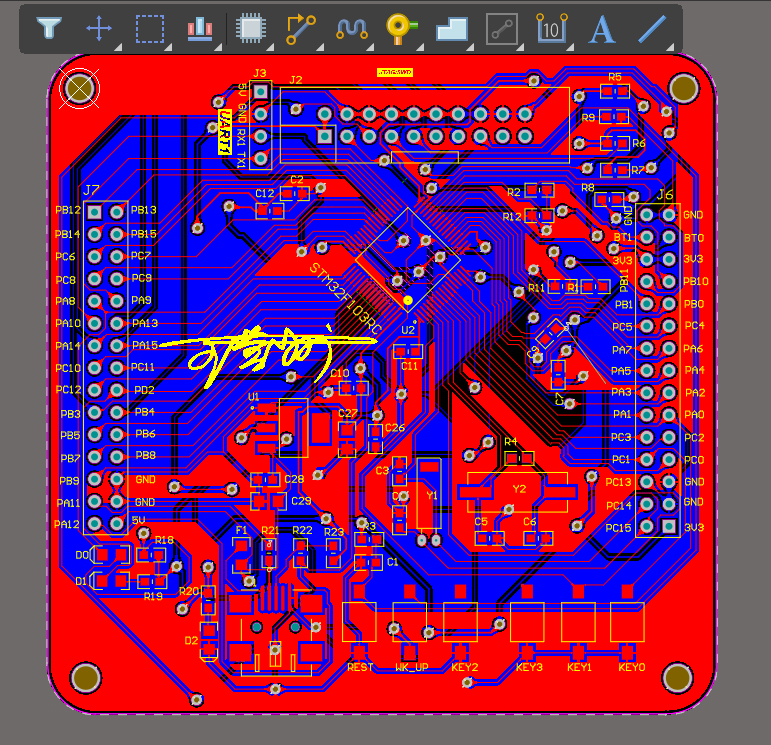 10
A
JTAG/SWD
J3
J2
5V
GND
RX1
TX1
UART1
R5
R9
R6
R7
R8
R2
R12
C2
C12
J7
J6
PB12
PB13
PB14
PB15
PC6
PC7
PC8
PC9
PA8
PA9
PA10
PA13
PA14
PA15
PC10
PC11
PC12
PD2
PB3
PB4
PB5
PB6
PB7
PB8
PB9
GND
PA11
GND
PA12
5V
GND
GND
BT1
BT0
3V3
3V3
PB11
PB10
PB1
PB0
PC5
PC4
PA7
PA6
PA5
PA4
PA3
PA2
PA1
PA0
PC3
PC2
PC1
PC0
PC13
GND
PC14
GND
PC15
3V3
STM32F103RC
U2
R11
R1
C11
C10
U1
C27
C26
C28
C29
C3
Y1
R4
Y2
C5
C6
F1
R21
R22
R23
R3
C1
D0
D1
R18
R19
R20
D2
REST
WK_UP
KEY2
KEY3
KEY1
KEY0